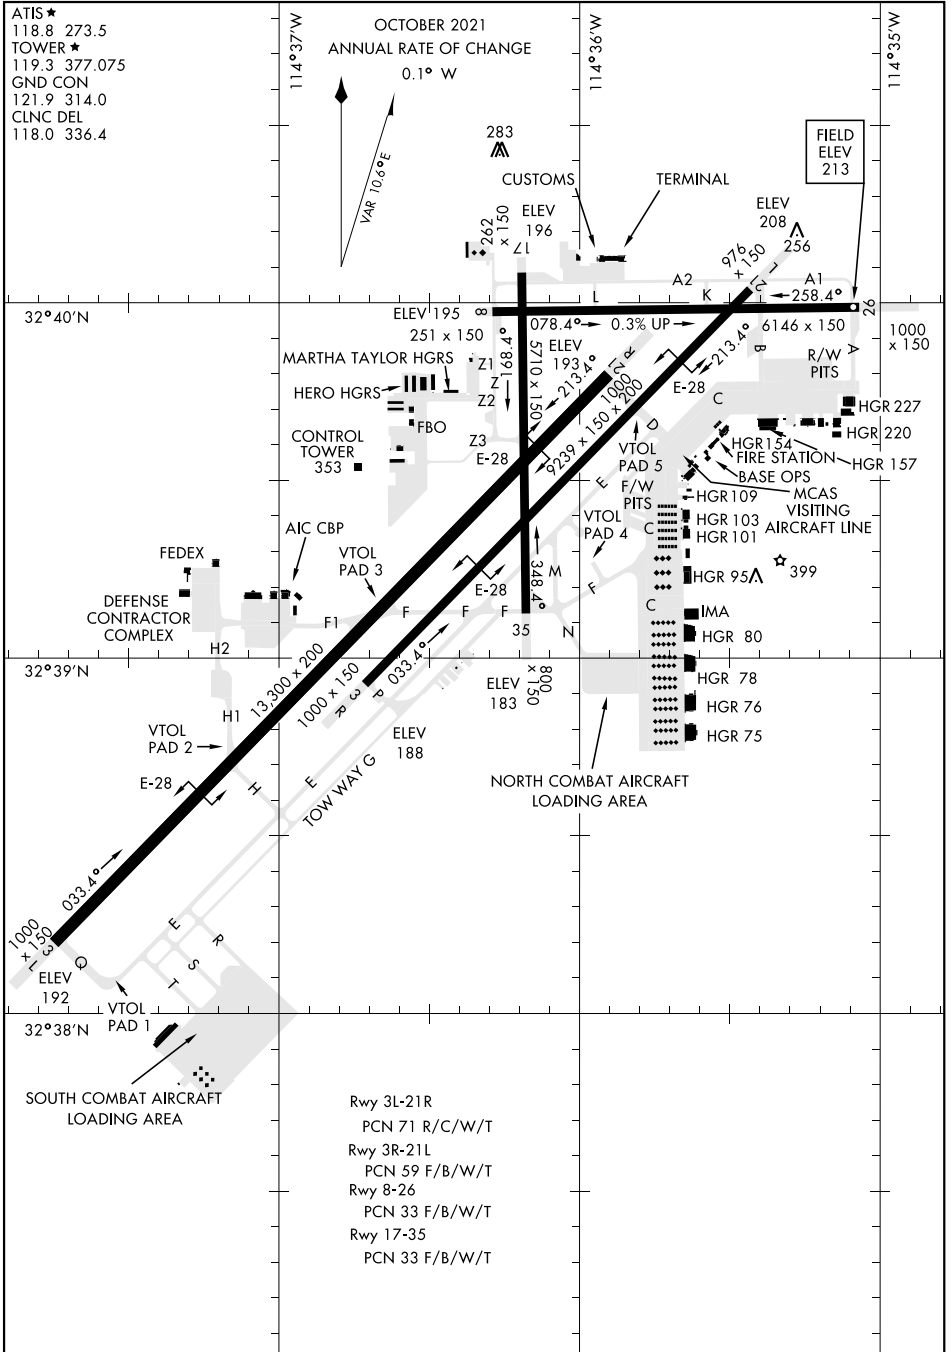 ATIS ★
118.8 273.5
TOWER ★
119.3 377.075
GND CON
121.9 314.0
CLNC DEL
118.0 336.4
OCTOBER 2021
ANNUAL RATE OF CHANGE
0.1° W
VAR 10.6° E
114°37'W
114°36'W
114°35'W
FIELD
ELEV
213
283
CUSTOMS
TERMINAL
262
x 150
17
ELEV
196
ELEV
208
256
976
x 150
21
L
A2
A1
L
K
258.4°
26
32°40'N
ELEV 195
8
251 x 150
078.4°
0.3% UP
6146 x 150
1000
x 150
168.4°
5710 x 150
ELEV
193
213.4°
21
R
1000
213.4°
E-28
B
A
R/W
PITS
MARTHA TAYLOR HGRS
Z1
Z
Z2
HERO HGRS
FBO
Z3
E-28
CONTROL
TOWER
353
9239 x 150 x 200
VTOL
PAD 5
D
C
HGR 227
HGR 220
HGR 154
FIRE STATION
HGR 157
BASE OPS
MCAS
VISITING
AIRCRAFT LINE
E
F/W
PITS
HGR 109
HGR 103
HGR 101
C
VTOL
PAD 4
AIC CBP
VTOL
PAD 3
FEDEX
399
HGR 95
E-28
348.4°
M
F
DEFENSE
CONTRACTOR
COMPLEX
F1
F
F
F
35
N
C
IMA
HGR 80
H2
32°39'N
13,300 x 200
1000 x 150
3
R
P
033.4°
ELEV
183
800
x 150
HGR 78
HGR 76
HGR 75
H1
VTOL
PAD 2
ELEV
188
E-28
H
E
TOW WAY G
NORTH COMBAT AIRCRAFT
LOADING AREA
033.4°
1000
x 150
3
L
Q
ELEV
192
E
R
S
T
VTOL
PAD 1
32°38'N
SOUTH COMBAT AIRCRAFT
LOADING AREA
Rwy 3L-21R
PCN 71 R/C/W/T
Rwy 3R-21L
PCN 59 F/B/W/T
Rwy 8-26
PCN 33 F/B/W/T
Rwy 17-35
PCN 33 F/B/W/T